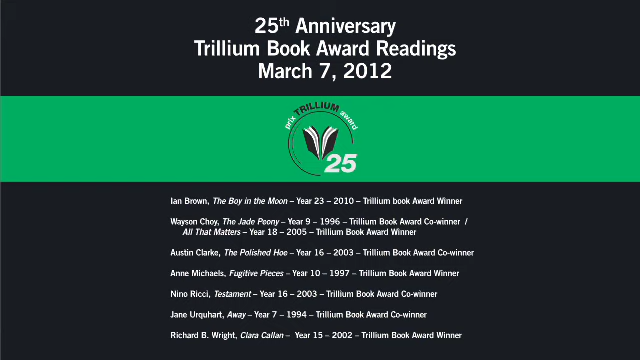 25th Anniversary
Trillium Book Award Readings
March 7, 2012
prix TRILLIUM award
25
Ian Brown, The Boy in the Moon – Year 23 – 2010 – Trillium book Award Winner
Wayson Choy, The Jade Peony – Year 9 – 1996 – Trillium Book Award Co-winner /
All That Matters – Year 18 – 2005 – Trillium Book Award Winner
Austin Clarke, The Polished Hoe – Year 16 – 2003 – Trillium book Award Co-winner
Anne Michaels, Fugitive Pieces – Year 10 – 1997 – Trillium Book Award Winner
Nino Ricci, Testament – Year 16 – 2003 – Trillium Book Award Co-winner
Jane Urquhart, Away – Year 7 – 1994 – Trillium Book Award Co-winner
Richard B. Wright, Clara Callan – Year 15 – 2002 – Trillium Book Award Winner